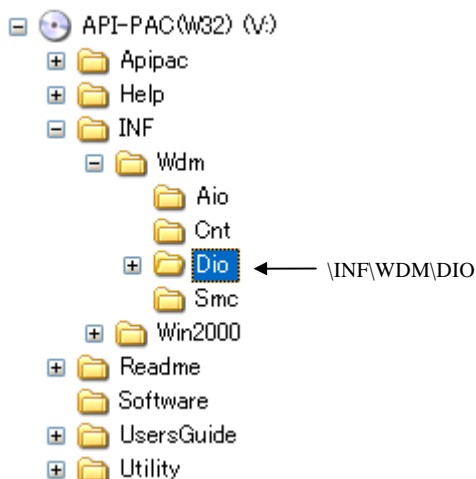 API-PAC(W32) (V:)
Apipac
Help
INF
Wdm
Aio
Cnt
Dio
\INF\WDM\DIO
Smc
Win2000
Readme
Software
UsersGuide
Utility